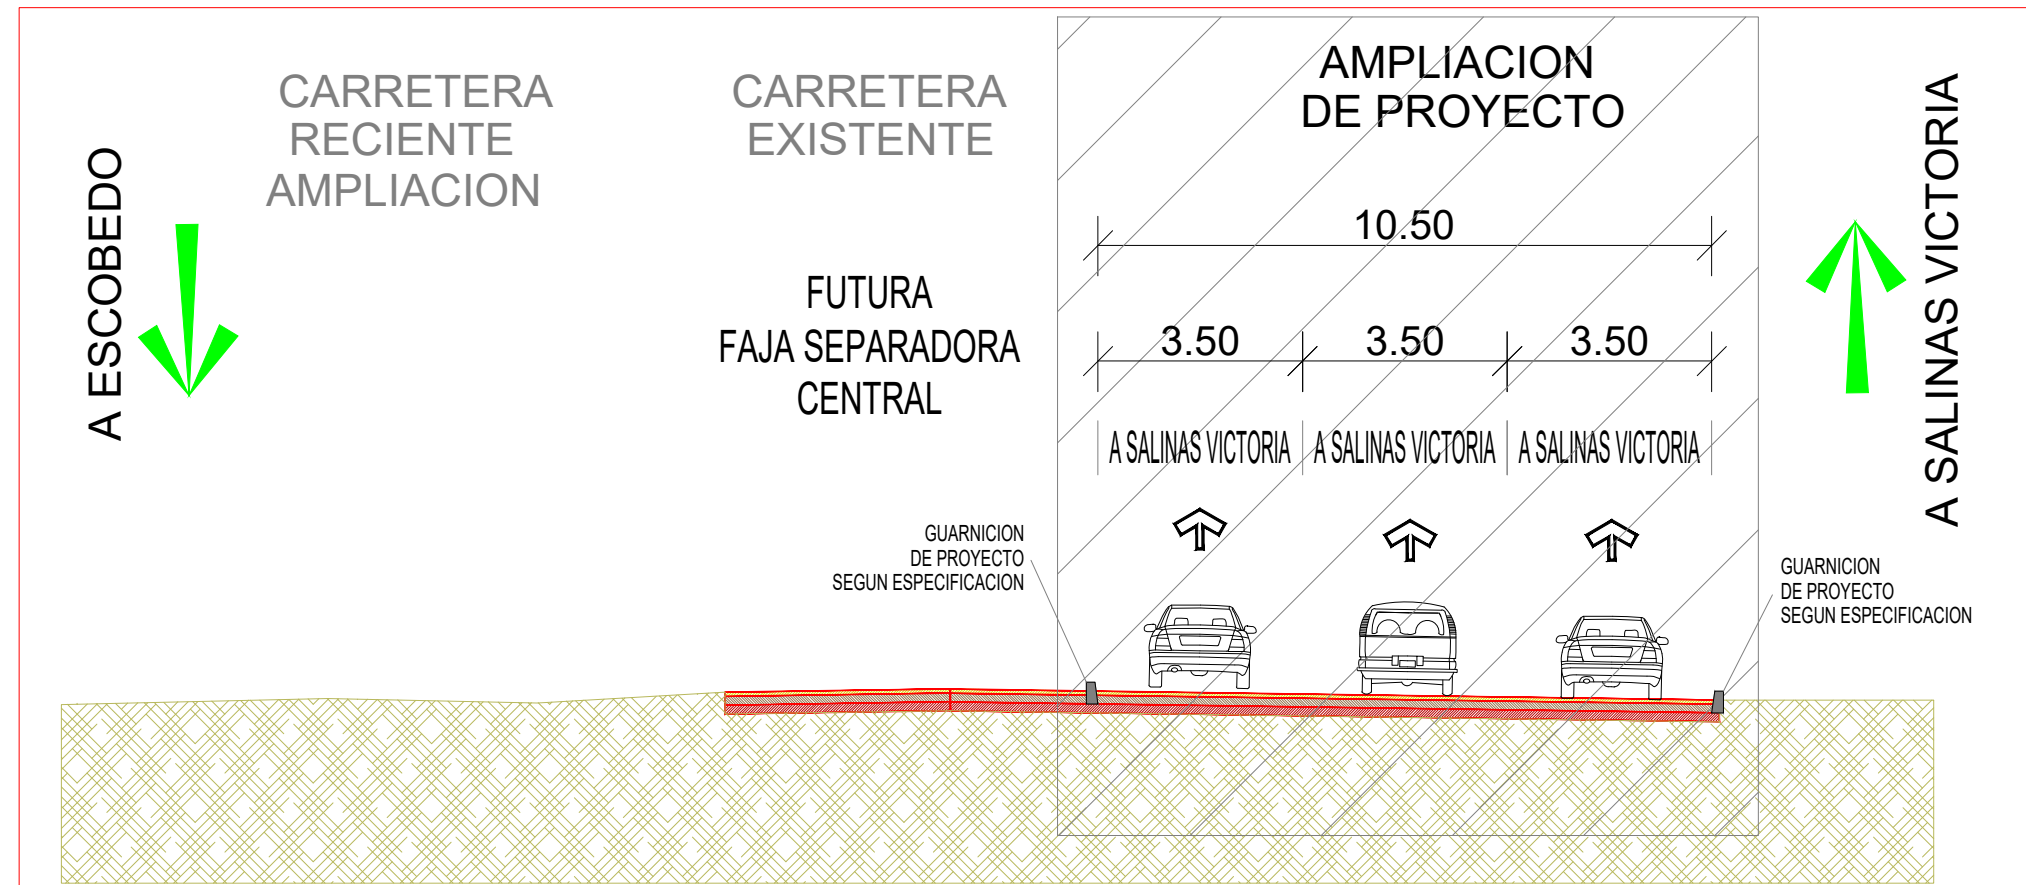 A ESCOBEDO
CARRETERA
RECIENTE
AMPLIACION
CARRETERA
EXISTENTE
FUTURA
FAJA SEPARADORA
CENTRAL
GUARNICION
DE PROYECTO
SEGUN ESPECIFICACION
AMPLIACION
DE PROYECTO
10.50
3.50 3.50 3.50
A SALINAS VICTORIA A SALINAS VICTORIA A SALINAS VICTORIA
GUARNICION
DE PROYECTO
SEGUN ESPECIFICACION
A SALINAS VICTORIA